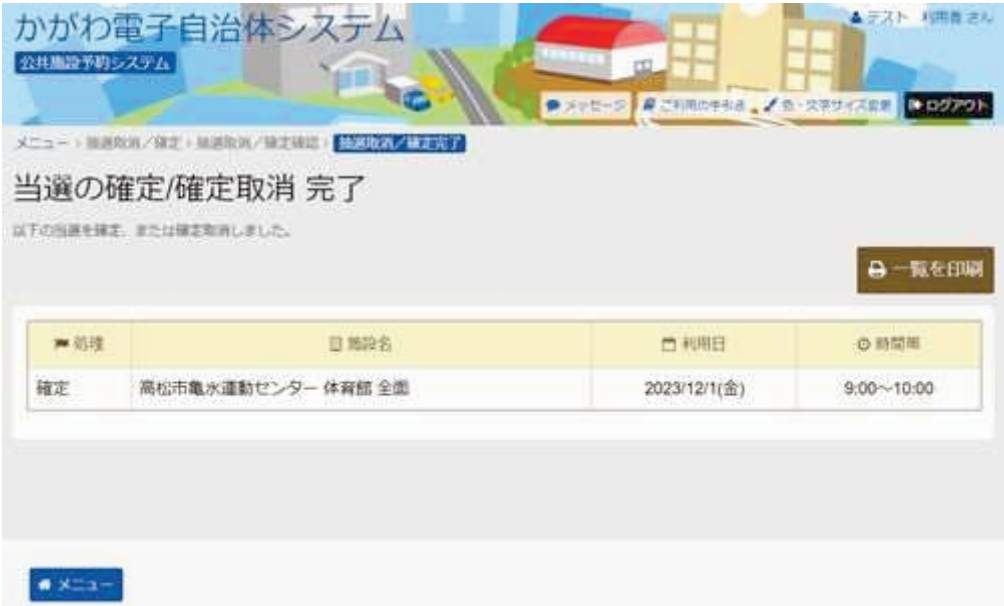 かがわ電子自治体システム
テスト 利用者 さん
公共施設予約システム
メッセージ ご利用の手引き 色・文字サイズ変更 ログアウト
メニュー › 抽選取消／確定 › 抽選取消／確定確認 › 抽選取消／確定完了
当選の確定/確定取消 完了
以下の当選を確定、または確定取消しました。
一覧を印刷
処理 施設名 利用日 時間帯
確定 高松市亀水運動センター 体育館 全面 2023/12/1(金) 9:00～10:00
メニュー